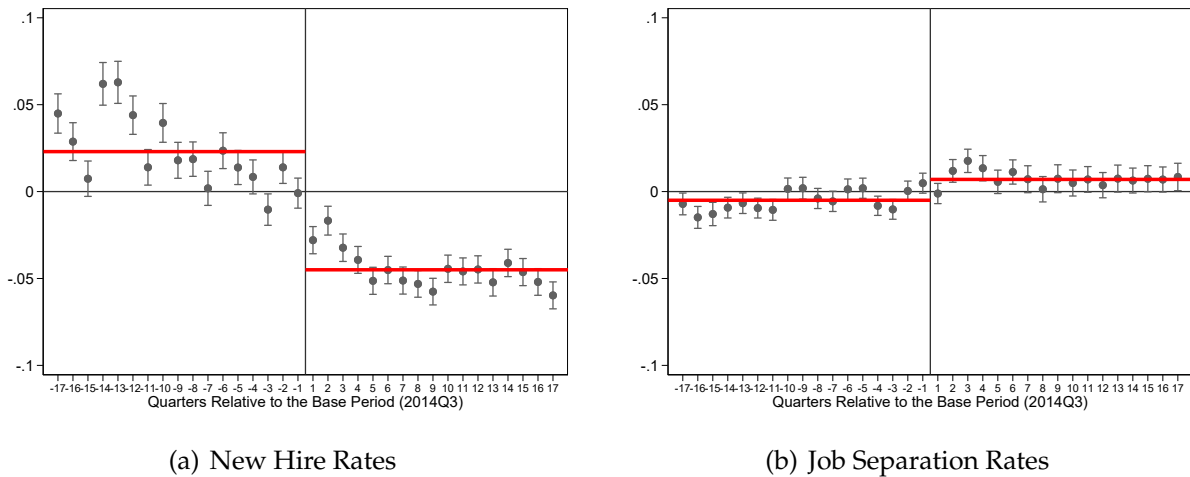 .1
.05
0
-.05
-.1
-17 -16 -15 -14 -13 -12 -11 -10 -9 -8 -7 -6 -5 -4 -3 -2 -1 1 2 3 4 5 6 7 8 9 10 11 12 13 14 15 16 17
Quarters Relative to the Base Period (2014Q3)
(a) New Hire Rates
.1
.05
0
-.05
-.1
-17 -16 -15 -14 -13 -12 -11 -10 -9 -8 -7 -6 -5 -4 -3 -2 -1 1 2 3 4 5 6 7 8 9 10 11 12 13 14 15 16 17
Quarters Relative to the Base Period (2014Q3)
(b) Job Separation Rates